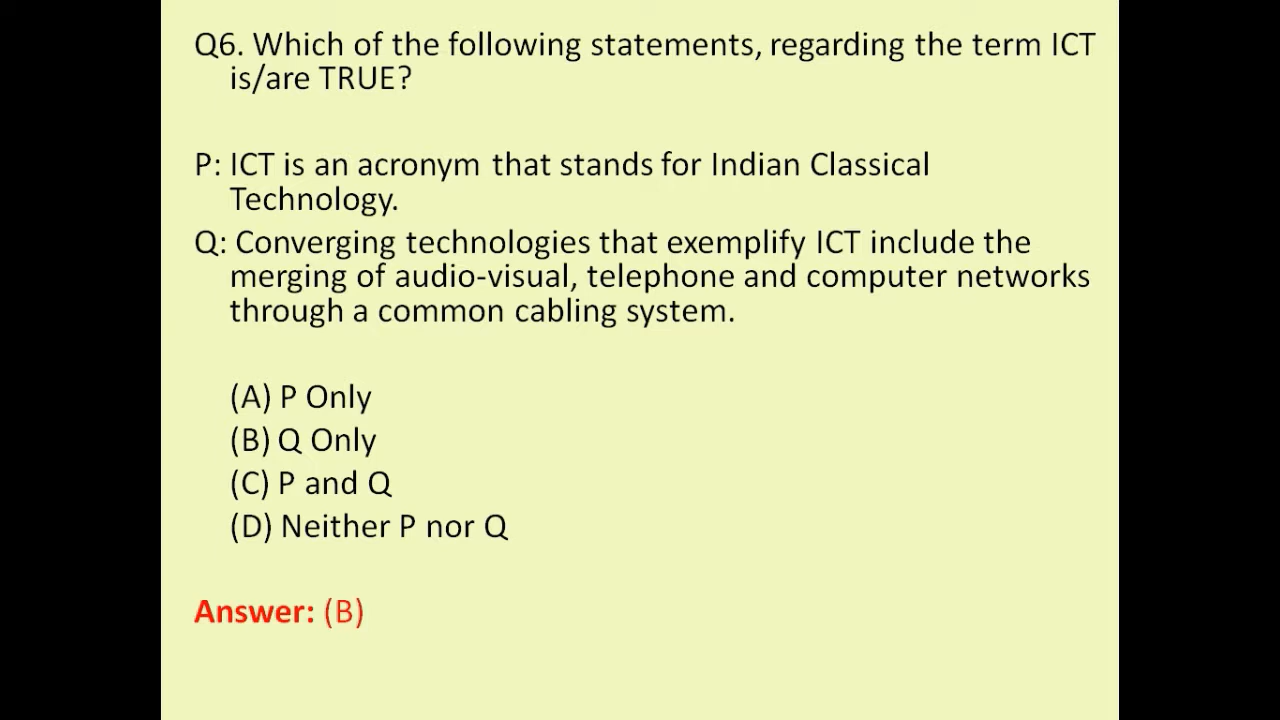 Q6. Which of the following statements, regarding the term ICT
is/are TRUE?
P: ICT is an acronym that stands for Indian Classical
Technology.
Q: Converging technologies that exemplify ICT include the
merging of audio-visual, telephone and computer networks
through a common cabling system.
(A) P Only
(B) Q Only
(C) P and Q
(D) Neither P nor Q
Answer: (B)